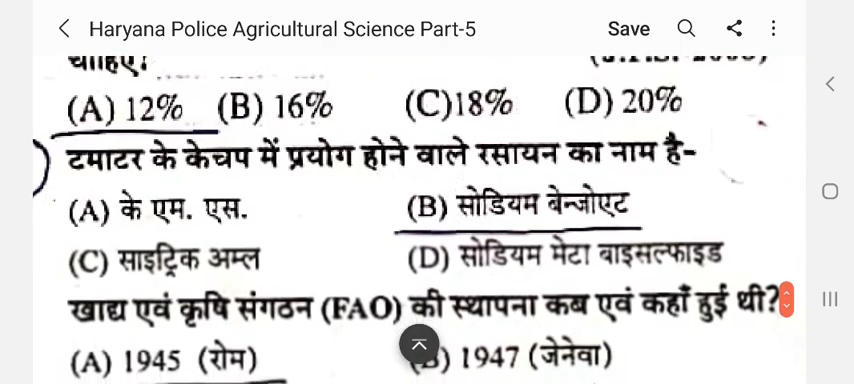 Haryana Police Agricultural Science Part-5
Save
चाहिए।
(A) 12% (B) 16% (C)18% (D) 20%
टमाटर के केचप में प्रयोग होने वाले रसायन का नाम है-
(A) के एम. एस. (B) सोडियम बेन्जोएट
(C) साइट्रिक अम्ल (D) सोडियम मेटा बाइसल्फाइड
खाद्य एवं कृषि संगठन (FAO) की स्थापना कब एवं कहाँ हुई थी?
(A) 1945 (रोम) 1947 (जेनेवा)